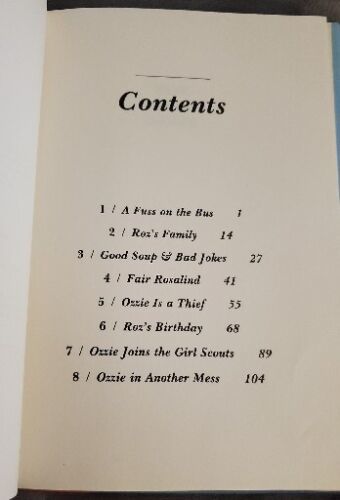 Contents
1 / A Fuss on the Bus 1
2 / Roz's Family 14
3 / Good Soup & Bad Jokes 27
4 / Fair Rosalind 41
5 / Ozzie Is a Thief 55
6 / Roz's Birthday 68
7 / Ozzie Joins the Girl Scouts 89
8 / Ozzie in Another Mess 104